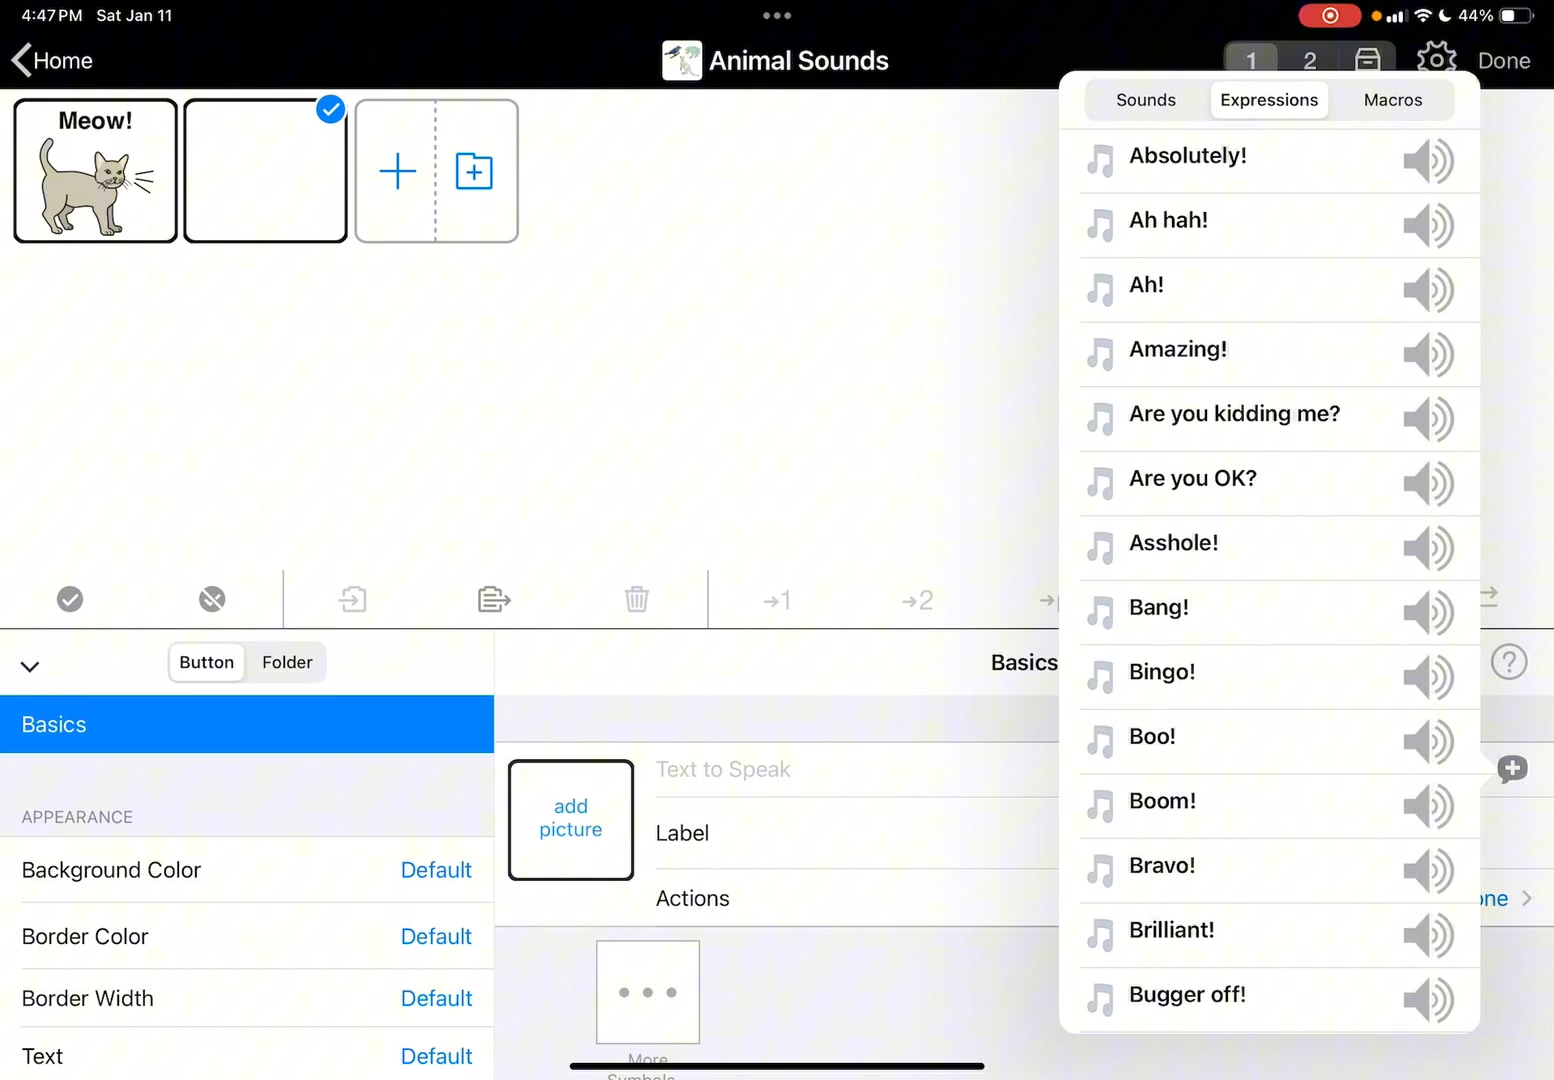 4:47 PM Sat Jan 11
44%
Home
Animal Sounds
1 2
Done
Meow!
Sounds Expressions Macros
Absolutely!
Ah hah!
Ah!
Amazing!
Are you kidding me?
Are you OK?
Asshole!
Bang!
Bingo!
Boo!
Boom!
Bravo!
Brilliant!
Bugger off!
→1 →2
Button Folder
Basics
Basics
APPEARANCE
Background Color Default
Border Color Default
Border Width Default
Text Default
add
picture
Text to Speak
Label
Actions
More
Symbols